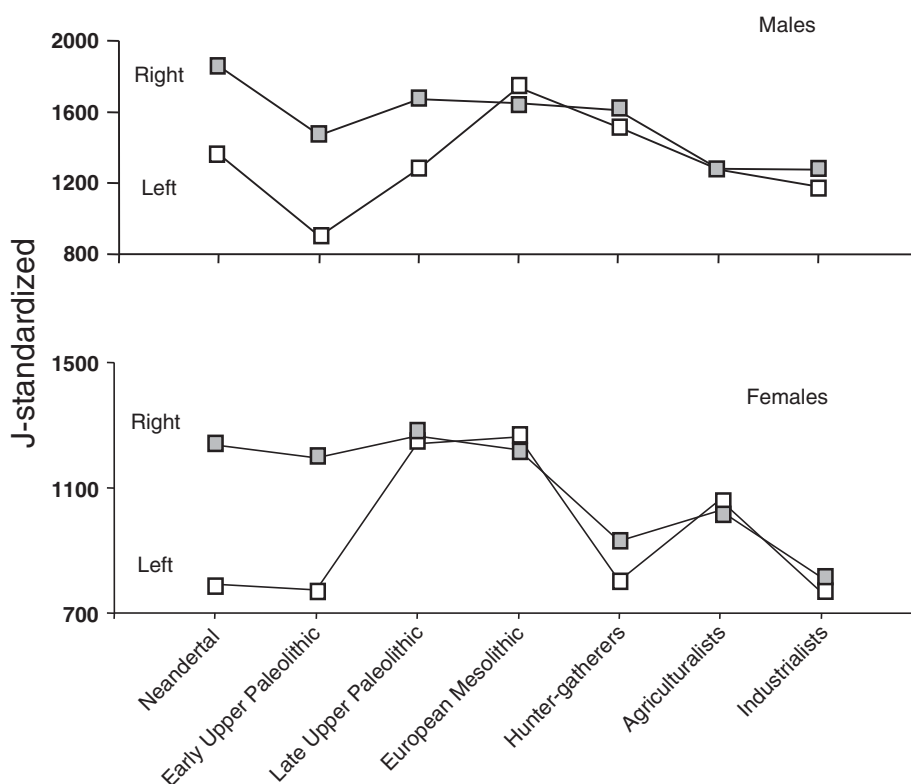 Males
2000
Right
1600
1200
Left
800
J-standardized
1500
Females
Right
1100
Left
700
Neandertal
Early Upper Paleolithic
Late Upper Paleolithic
European Mesolithic
Hunter-gatherers
Agriculturalists
Industrialists